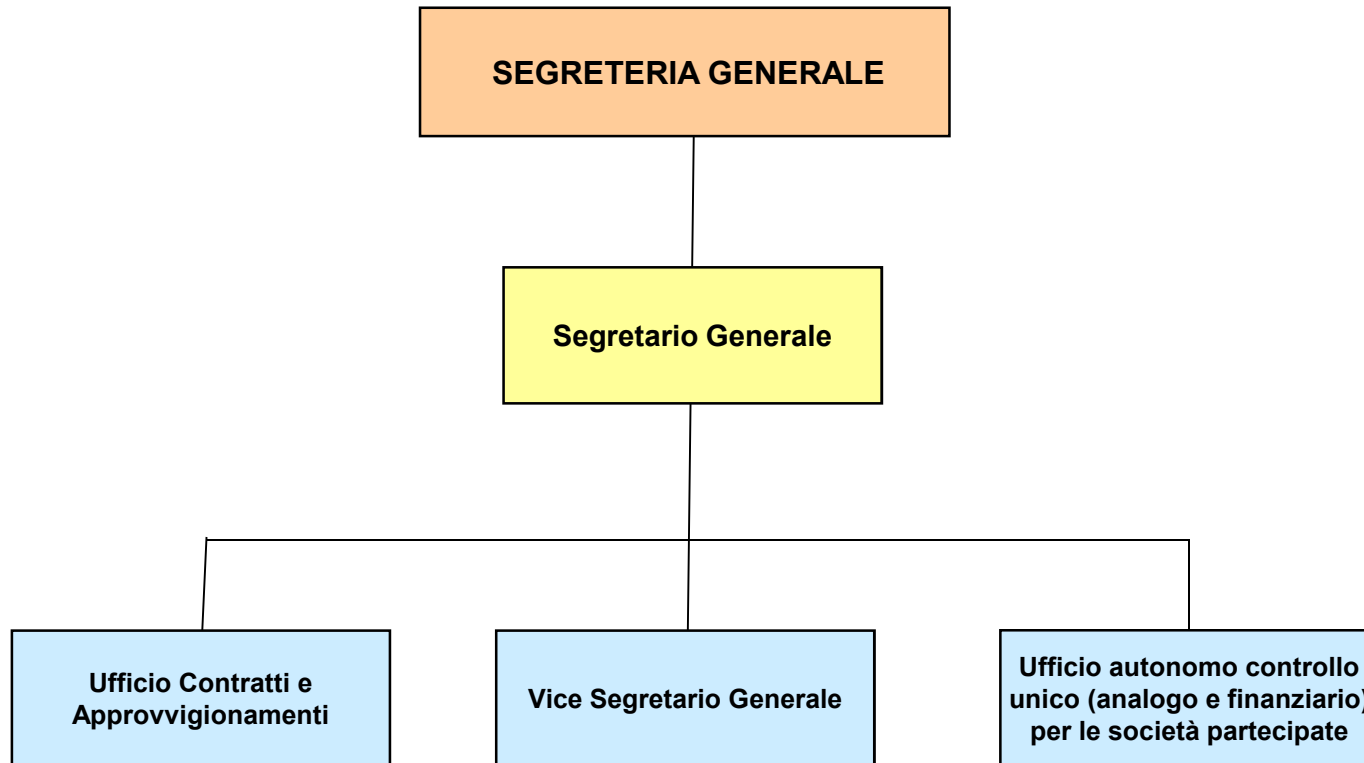 SEGRETERIA GENERALE
Segretario Generale
Ufficio Contratti e
Approvvigionamenti
Vice Segretario Generale
Ufficio autonomo controllo
unico (analogo e finanziario)
per le società partecipate